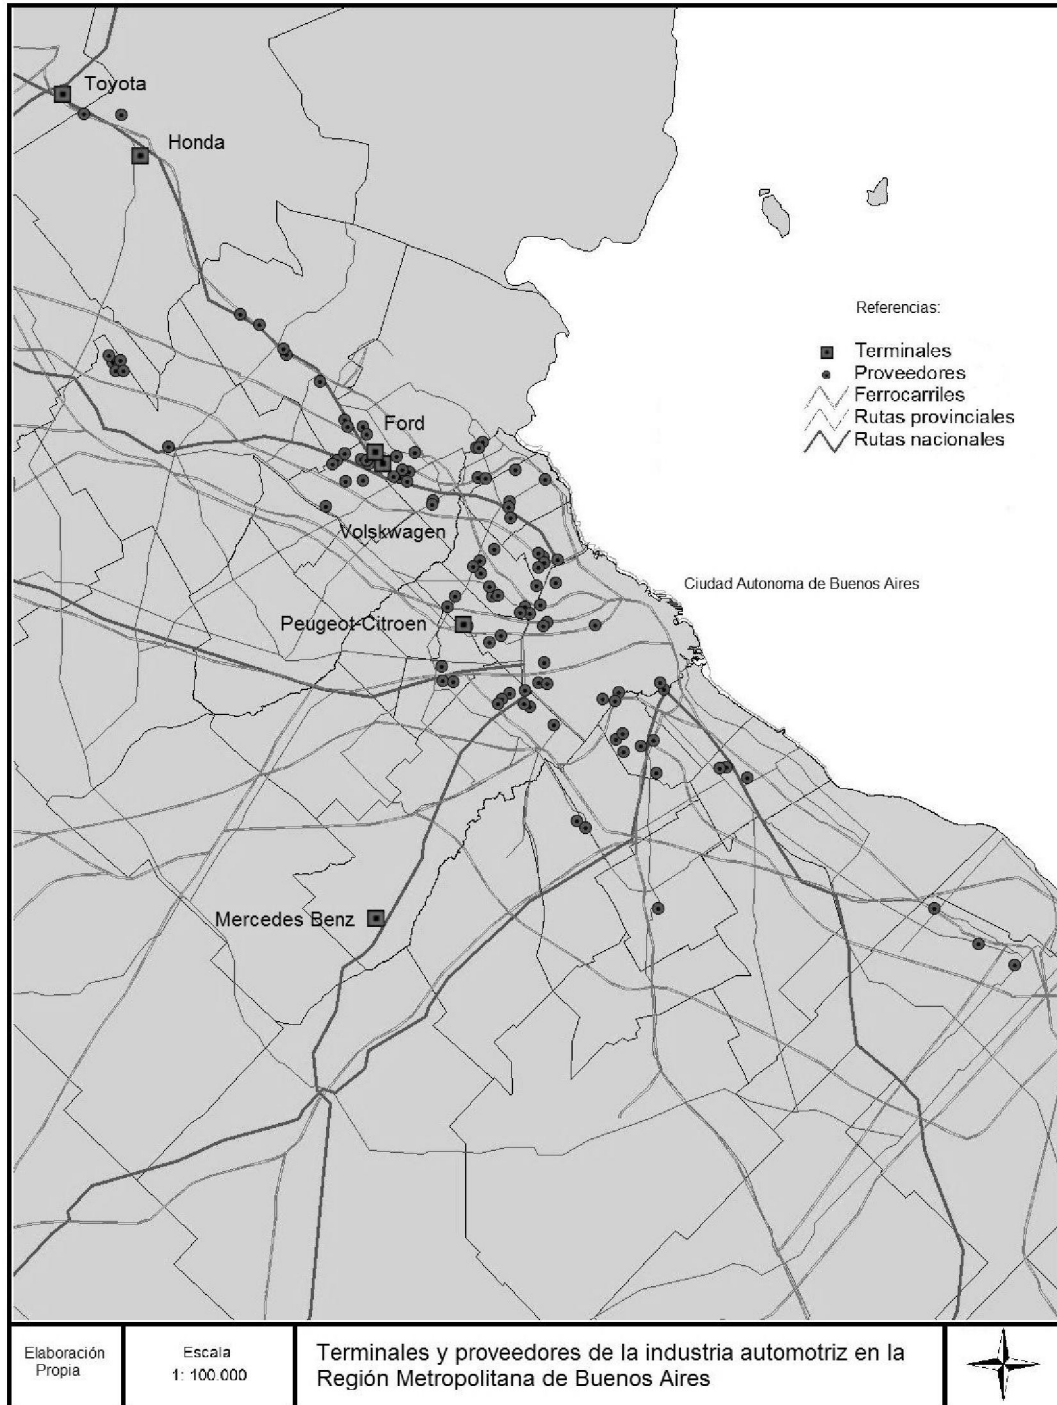 Toyota
Honda
Referencias:
Terminales
Proveedores
Ferrocarriles
Rutas provinciales
Rutas nacionales
Ford
Volskwagen
Ciudad Autonoma de Buenos Aires
Peugeot-Citroen
Mercedes Benz
Elaboración
Propia
Escala
1: 100.000
Terminales y proveedores de la industria automotriz en la
Región Metropolitana de Buenos Aires